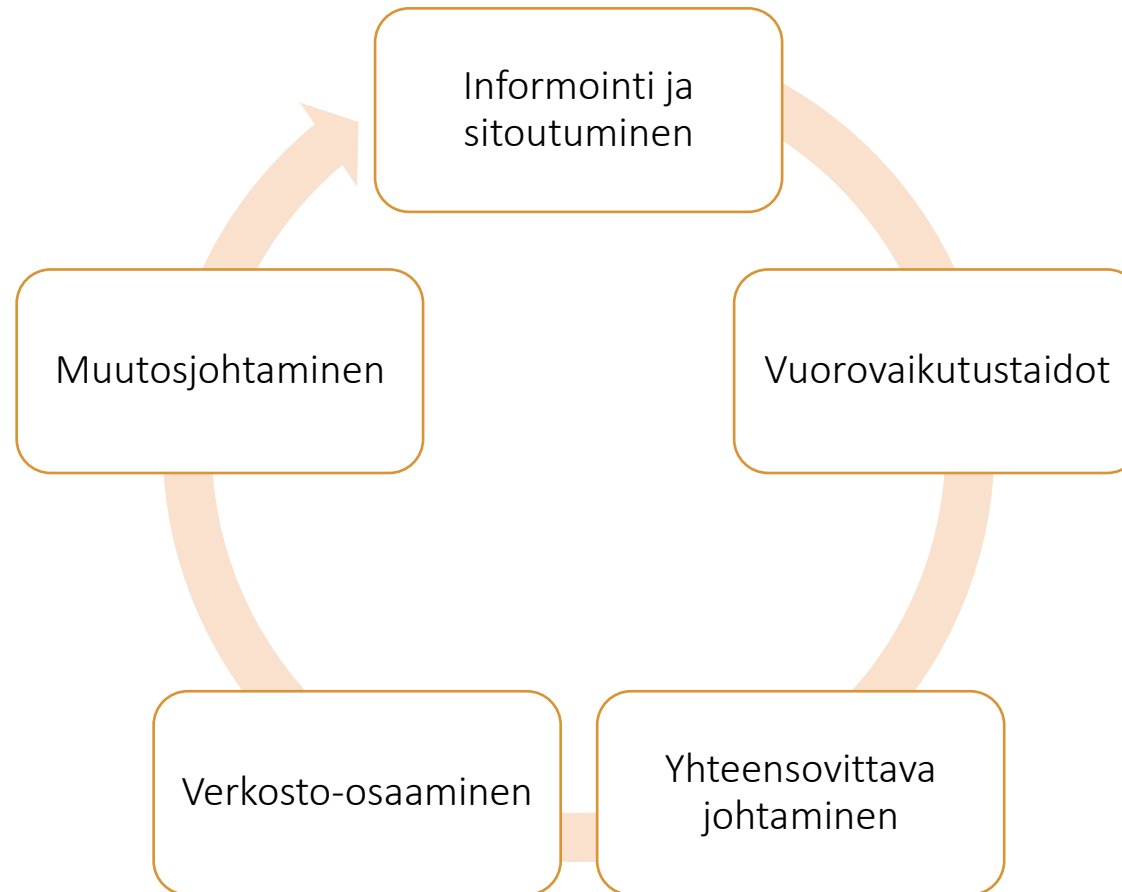 Informointi ja
sitoutuminen
Vuorovaikutustaidot
Yhteensovittava
johtaminen
Verkosto-osaaminen
Muutosjohtaminen